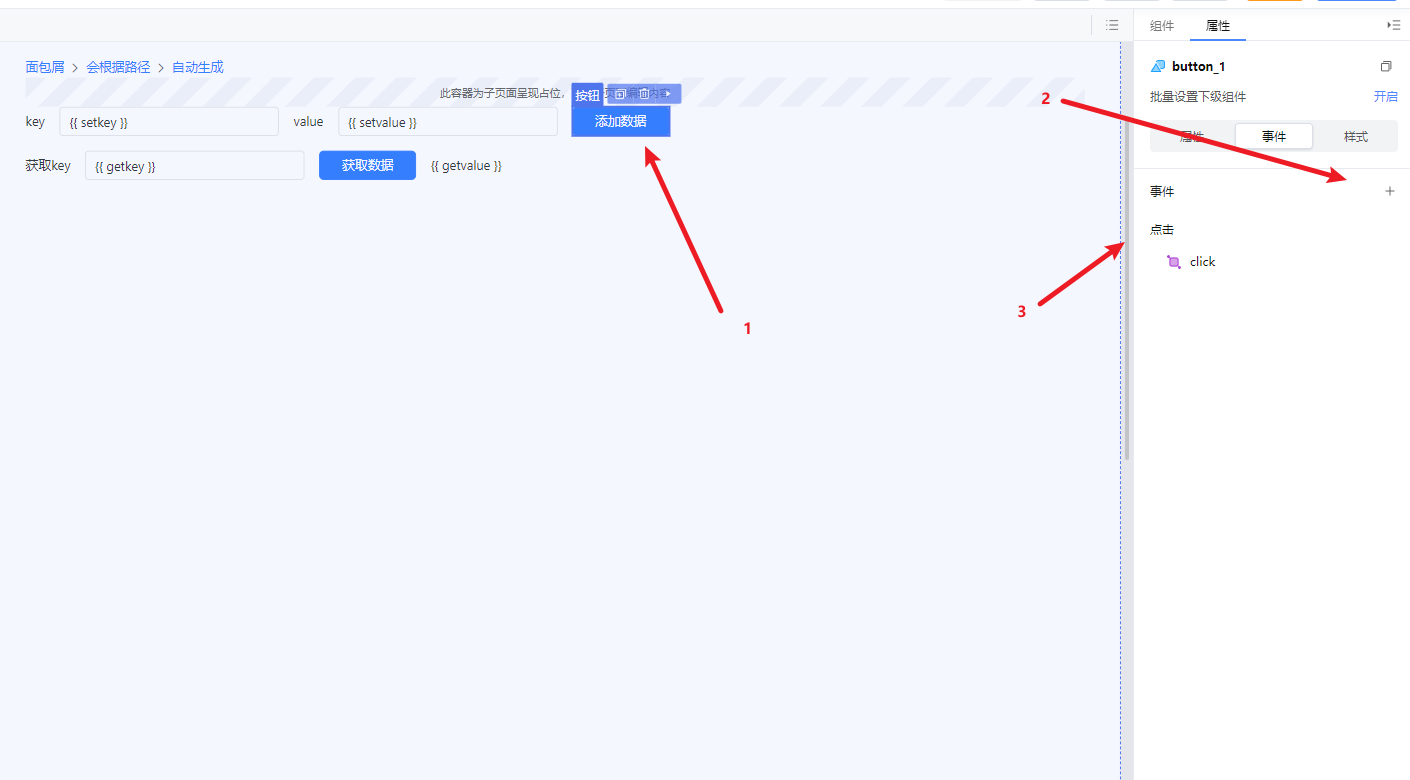 组件 属性
面包屑 > 会根据路径 > 自动生成
button_1
此容器为子页面呈现占位,
按钮
批量设置下级组件 开启
2
key {{ setkey }} value {{ setvalue }} 添加数据
属性 事件 样式
获取key {{ getkey }} 获取数据 {{ getvalue }}
事件
点击
click
3
1